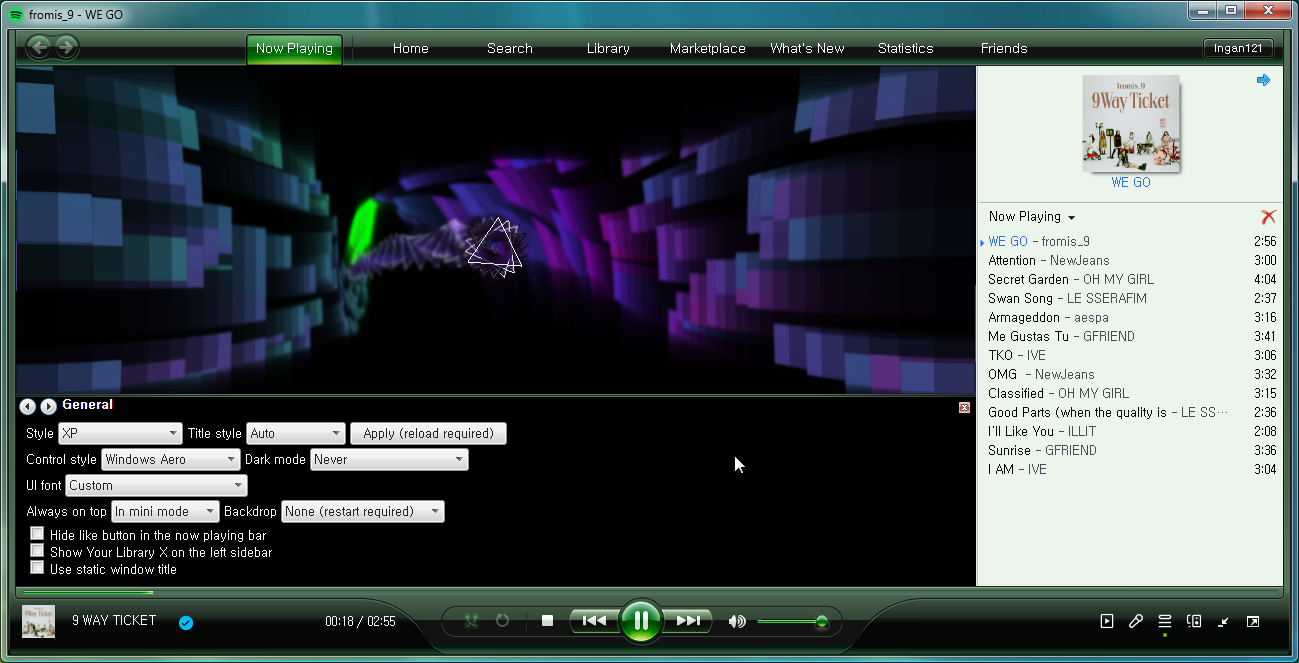 fromis_9 - WE GO
Now Playing
Home
Search
Library
Marketplace
What's New
Statistics
Friends
Ingan121
fromis_9
9Way Ticket
WE GO
Now Playing
WE GO - fromis_9 2:56
Attention - NewJeans 3:00
Secret Garden - OH MY GIRL 4:04
Swan Song - LE SSERAFIM 2:37
Armageddon - aespa 3:16
Me Gustas Tu - GFRIEND 3:41
TKO - IVE 3:06
OMG - NewJeans 3:32
Classified - OH MY GIRL 3:15
Good Parts (when the quality is - LE SS··· 2:36
I'll Like You - ILLIT 2:08
Sunrise - GFRIEND 3:36
I AM - IVE 3:04
General
Style XP Title style Auto Apply (reload required)
Control style Windows Aero Dark mode Never
UI font Custom
Always on top In mini mode Backdrop None (restart required)
Hide like button in the now playing bar
Show Your Library X on the left sidebar
Use static window title
9Way Ticket
9 WAY TICKET
00:18 / 02:55